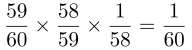 59/60 × 58/59 × 1/58 = 1/60